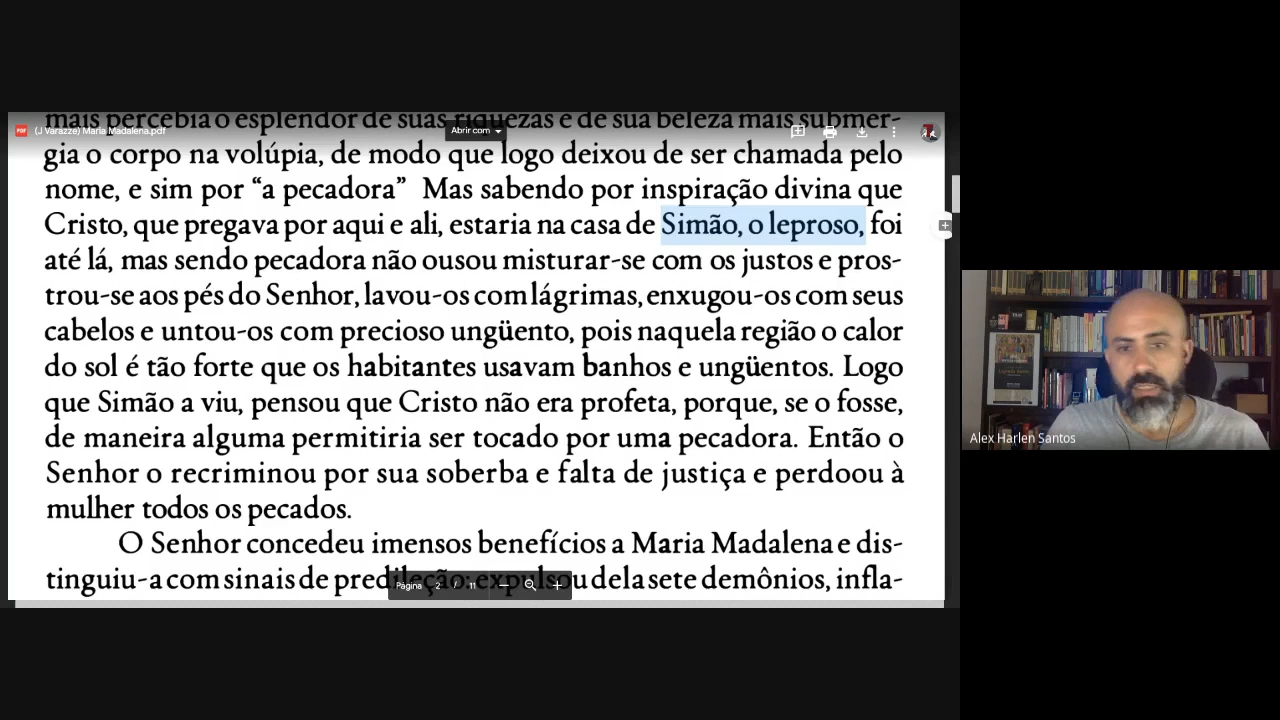 mais percebia o esplendor de suas riquezas e de sua beleza mais submer-
(J Varazze) Maria Madalena.pdf
Abrir com
gia o corpo na volúpia, de modo que logo deixou de ser chamada pelo
nome, e sim por “a pecadora” Mas sabendo por inspiração divina que
Cristo, que pregava por aqui e ali, estaria na casa de Simão, o leproso, foi
até lá, mas sendo pecadora não ousou misturar-se com os justos e pros-
trou-se aos pés do Senhor, lavou-os com lágrimas, enxugou-os com seus
cabelos e untou-os com precioso ungüento, pois naquela região o calor
do sol é tão forte que os habitantes usavam banhos e ungüentos. Logo
que Simão a viu, pensou que Cristo não era profeta, porque, se o fosse,
de maneira alguma permitiria ser tocado por uma pecadora. Então o
Senhor o recriminou por sua soberba e falta de justiça e perdoou à
mulher todos os pecados.
O Senhor concedeu imensos benefícios a Maria Madalena e dis-
tinguiu-a com sinais de predileção: expulsou dela sete demônios, infla-
Página 2 / 11
Alex Harlen Santos